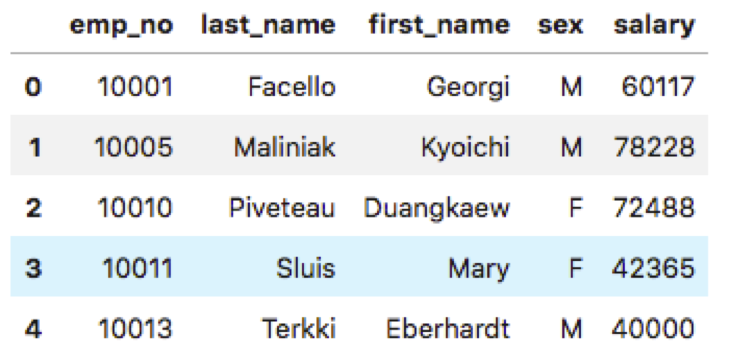 emp_no last_name first_name sex salary
0 10001 Facello Georgi M 60117
1 10005 Maliniak Kyoichi M 78228
2 10010 Piveteau Duangkaew F 72488
3 10011 Sluis Mary F 42365
4 10013 Terkki Eberhardt M 40000